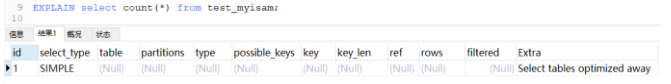 9 EXPLAIN select count(*) from test_myisam;
10
信息 结果1 概况 状态
id select_type table partitions type possible_keys key key_len ref rows filtered Extra
1 SIMPLE (Null) (Null) (Null) (Null) (Null) (Null) (Null) (Null) (Null) Select tables optimized away